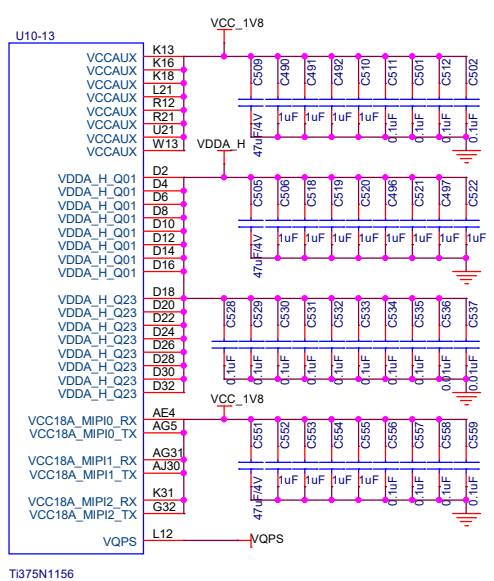 VCC_1V8
U10-13
VCCAUX K13
VCCAUX K16
VCCAUX K18
VCCAUX L21
VCCAUX R12
VCCAUX R21
VCCAUX U21
VCCAUX W13
C509 C490 C491 C492 C510 C511 C501 C512 C502
47uF/4V 1uF 1uF 1uF 0.1uF 0.1uF 0.1uF
VDDA_H
VDDA_H_Q01 D2
VDDA_H_Q01 D4
VDDA_H_Q01 D6
VDDA_H_Q01 D8
VDDA_H_Q01 D10
VDDA_H_Q01 D12
VDDA_H_Q01 D14
VDDA_H_Q01 D16
C505 C506 C518 C519 C520 C496 C521 C497 C522
47uF/4V 1uF 1uF 1uF 1uF 1uF 1uF 1uF 1uF
VDDA_H_Q23 D18
VDDA_H_Q23 D20
VDDA_H_Q23 D22
VDDA_H_Q23 D24
VDDA_H_Q23 D26
VDDA_H_Q23 D28
VDDA_H_Q23 D30
VDDA_H_Q23 D32
C528 C529 C530 C531 C532 C533 C534 C535 C536 C537
0.1uF 0.1uF 0.1uF 0.1uF 0.1uF 0.1uF 0.1uF 0.1uF 0.01uF 0.01uF
VCC_1V8
VCC18A_MIPI0_RX AE4
VCC18A_MIPI0_TX AG5
VCC18A_MIPI1_RX AG31
VCC18A_MIPI1_TX AJ30
VCC18A_MIPI2_RX K31
VCC18A_MIPI2_TX G32
C551 C552 C553 C554 C555 C556 C557 C558 C559
47uF/4V 1uF 1uF 1uF 0.1uF 0.1uF 0.1uF
VQPS L12 VQPS
Ti375N1156